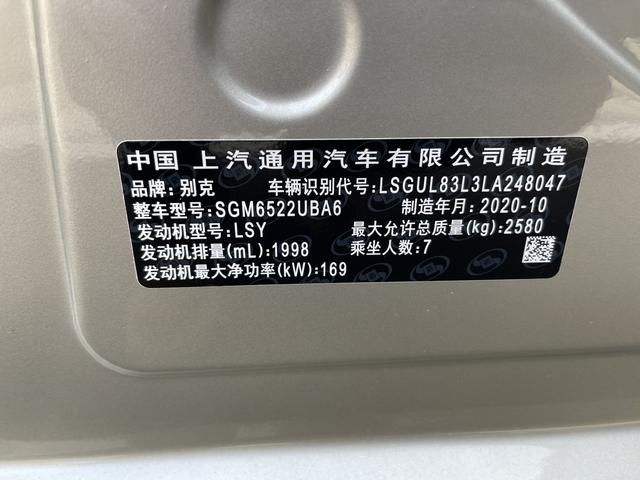 中国 上汽通用汽车有限公司制造
品牌:别克 车辆识别代号:LSGUL83L3LA248047
整车型号:SGM6522UBA6 制造年月:2020-10
发动机型号:LSY 最大允许总质量(kg):2580
发动机排量(mL):1998 乘坐人数:7
发动机最大净功率(kW):169